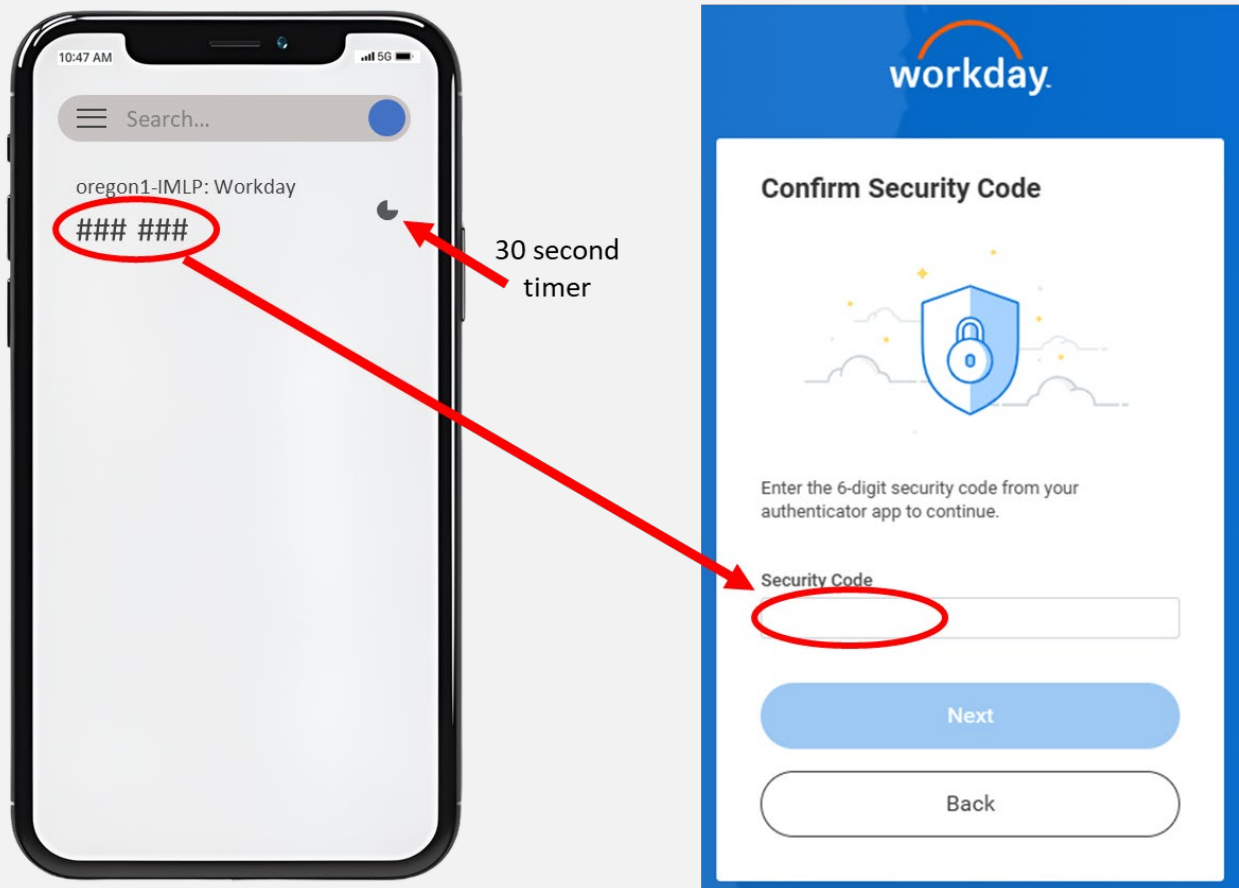 10:47 AM
5G
Search...
oregon1-IMLP: Workday
### ###
30 second
timer
workday.
Confirm Security Code
Enter the 6-digit security code from your
authenticator app to continue.
Security Code
Next
Back